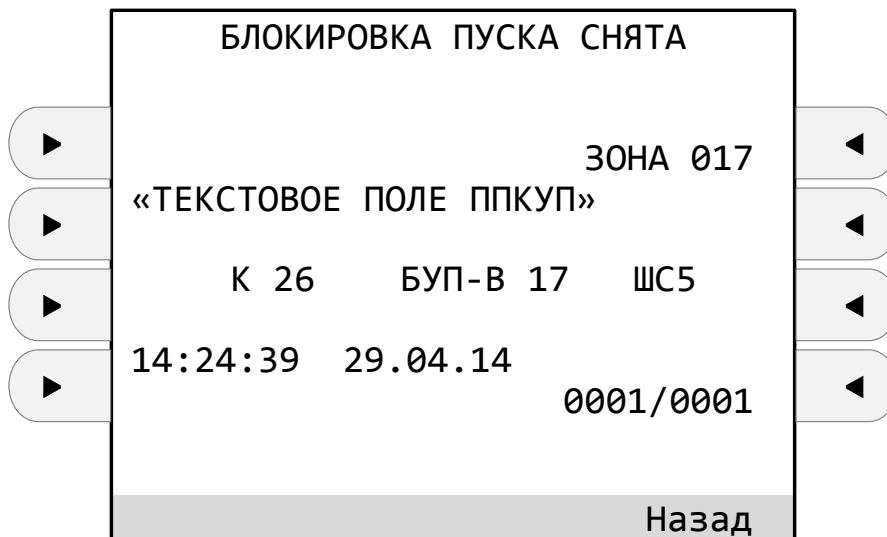 БЛОКИРОВКА ПУСКА СНЯТА
ЗОНА 017
«ТЕКСТОВОЕ ПОЛЕ ППКУП»
К 26 БУП-В 17 ШС5
14:24:39 29.04.14
0001/0001
Назад